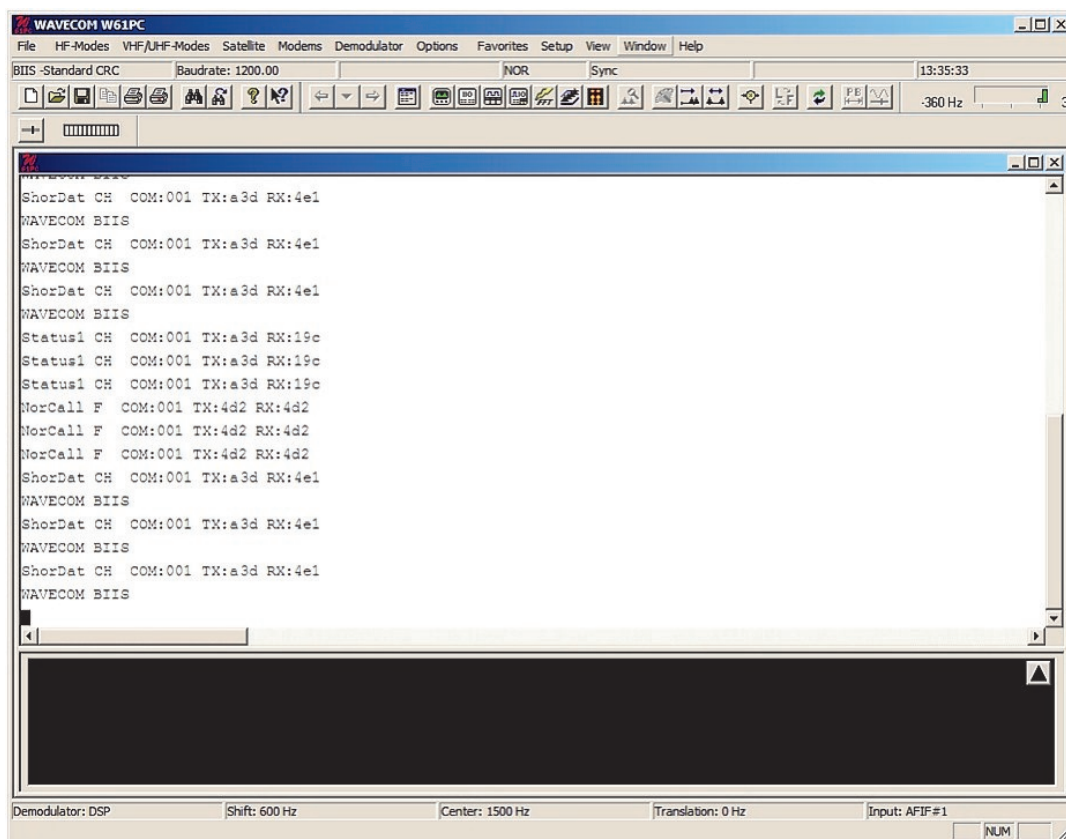 WAVECOM W61PC
File HF-Modes VHF/UHF-Modes Satellite Modems Demodulator Options Favorites Setup View Window Help
BIIS -Standard CRC Baudrate: 1200.00 NOR Sync 13:35:33
-360 Hz
ShorDat CH COM:001 TX:a3d RX:4e1
WAVECOM BIIS
ShorDat CH COM:001 TX:a3d RX:4e1
WAVECOM BIIS
ShorDat CH COM:001 TX:a3d RX:4e1
WAVECOM BIIS
Status1 CH COM:001 TX:a3d RX:19c
Status1 CH COM:001 TX:a3d RX:19c
Status1 CH COM:001 TX:a3d RX:19c
NorCall F COM:001 TX:4d2 RX:4d2
NorCall F COM:001 TX:4d2 RX:4d2
NorCall F COM:001 TX:4d2 RX:4d2
ShorDat CH COM:001 TX:a3d RX:4e1
WAVECOM BIIS
ShorDat CH COM:001 TX:a3d RX:4e1
WAVECOM BIIS
ShorDat CH COM:001 TX:a3d RX:4e1
WAVECOM BIIS
Demodulator: DSP Shift: 600 Hz Center: 1500 Hz Translation: 0 Hz Input: AFIF#1
NUM